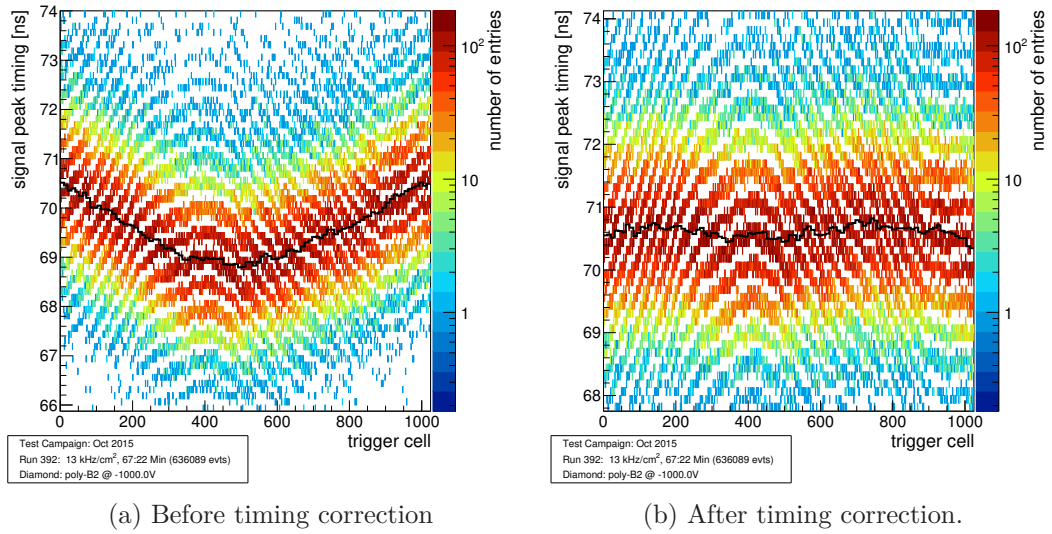 signal peak timing [ns]
74
73
72
71
70
69
68
67
66
0 200 400 600 800 1000
trigger cell
10²
10
1
number of entries
Test Campaign: Oct 2015
Run 392: 13 kHz/cm², 67:22 Min (636089 evts)
Diamond: poly-B2 @ -1000.0V
(a) Before timing correction
signal peak timing [ns]
74
73
72
71
70
69
68
0 200 400 600 800 1000
trigger cell
10²
10
1
number of entries
Test Campaign: Oct 2015
Run 392: 13 kHz/cm², 67:22 Min (636089 evts)
Diamond: poly-B2 @ -1000.0V
(b) After timing correction.